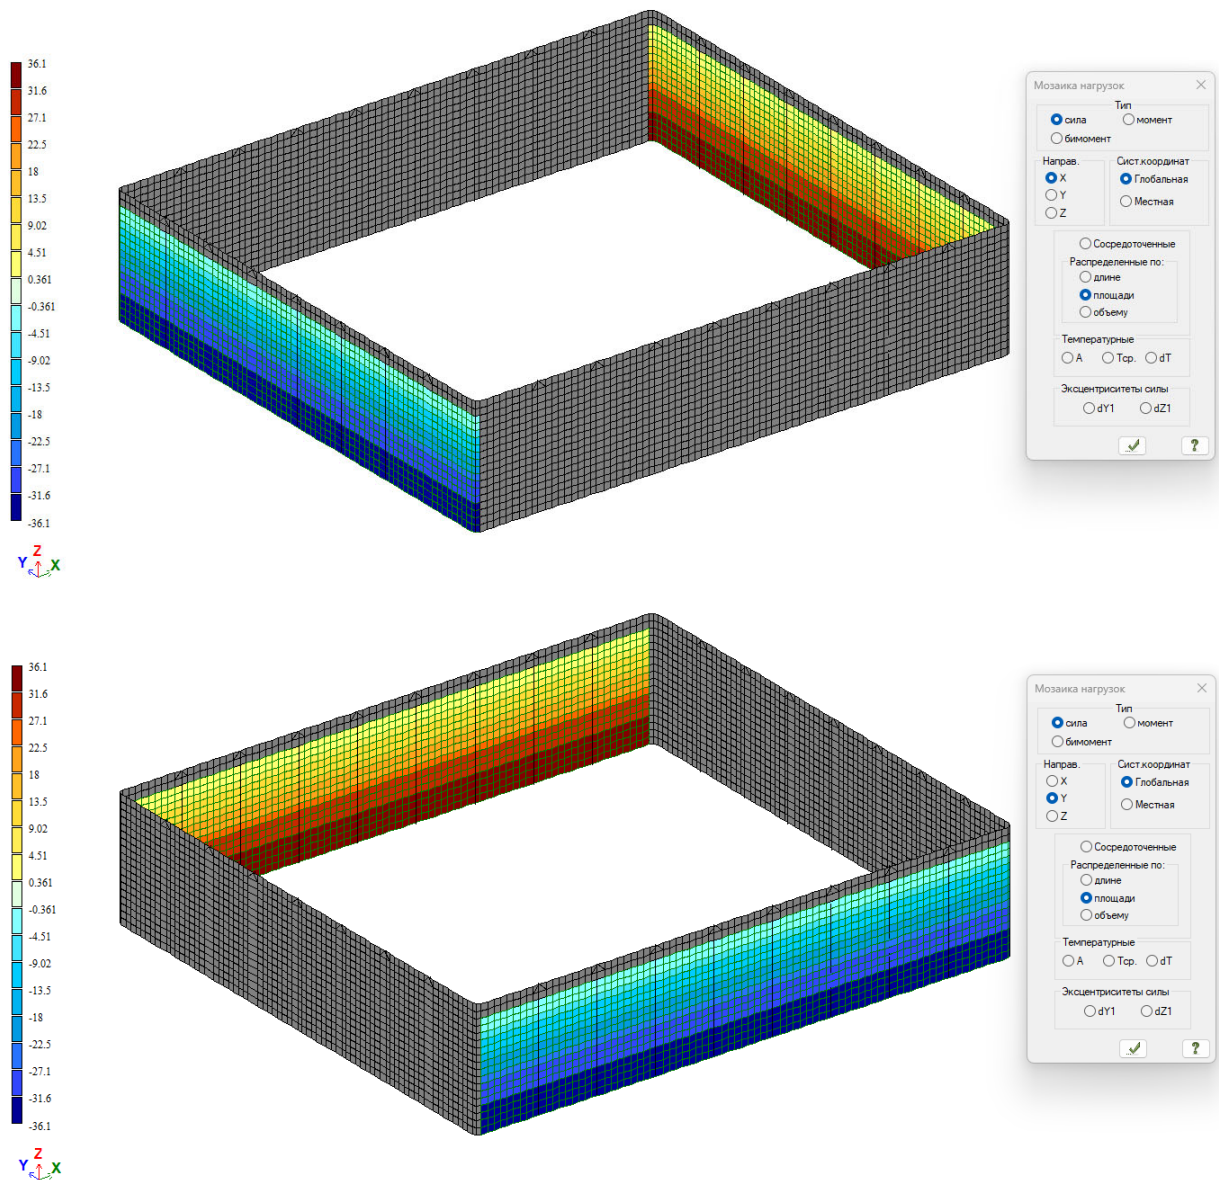 36.1
31.6
27.1
22.5
18
13.5
9.02
4.51
0.361
-0.361
-4.51
-9.02
-13.5
-18
-22.5
-27.1
-31.6
-36.1
Z
Y X
Мозаика нагрузок
Тип
сила момент
бимомент
Направ. Сист.координат
X Глобальная
Y Местная
Z
Сосредоточенные
Распределенные по:
длине
площади
объему
Температурные
A Tcp. dT
Эксцентриситеты силы
dY1 dZ1
?
36.1
31.6
27.1
22.5
18
13.5
9.02
4.51
0.361
-0.361
-4.51
-9.02
-13.5
-18
-22.5
-27.1
-31.6
-36.1
Z
Y X
Мозаика нагрузок
Тип
сила момент
бимомент
Направ. Сист.координат
X Глобальная
Y Местная
Z
Сосредоточенные
Распределенные по:
длине
площади
объему
Температурные
A Tcp. dT
Эксцентриситеты силы
dY1 dZ1
?